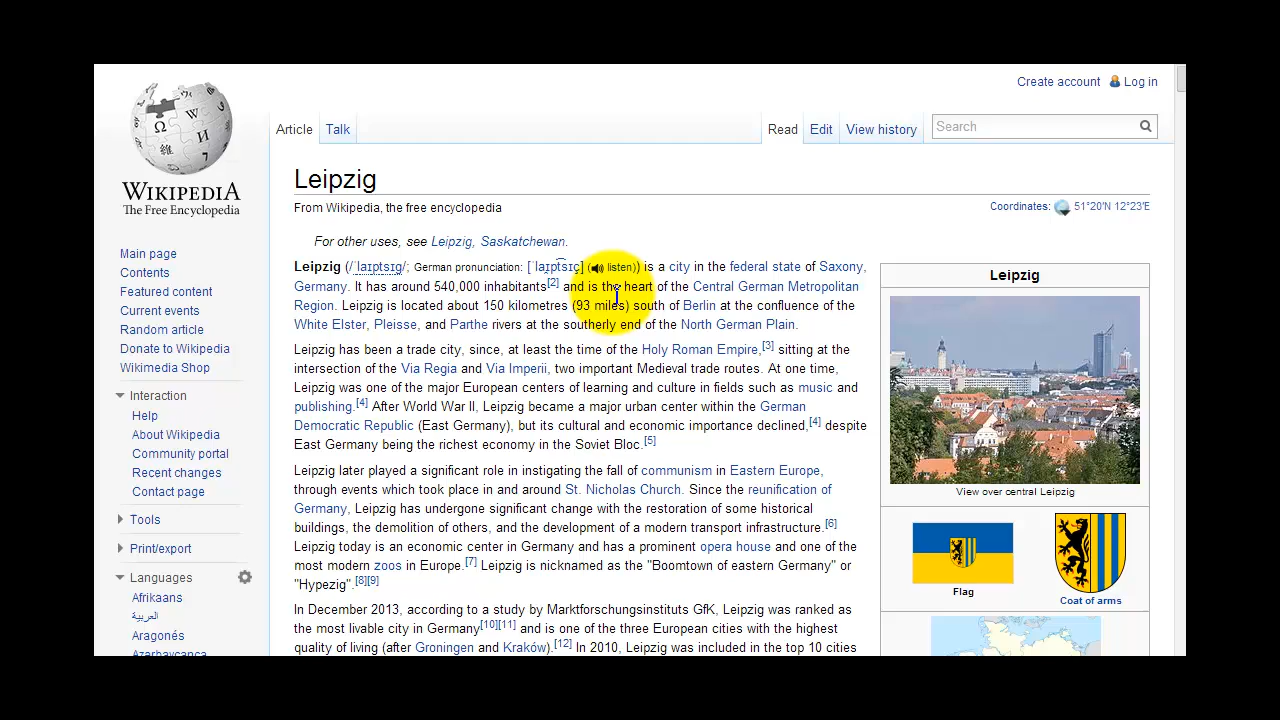 Create account Log in
Article Talk Read Edit View history Search
WIKIPEDIA
The Free Encyclopedia
Main page
Contents
Featured content
Current events
Random article
Donate to Wikipedia
Wikimedia Shop
Interaction
Help
About Wikipedia
Community portal
Recent changes
Contact page
Tools
Print/export
Languages
Afrikaans
العربية
Aragonés
Azərbaycanca
Leipzig
From Wikipedia, the free encyclopedia
Coordinates: 51°20′N 12°23′E
For other uses, see Leipzig, Saskatchewan.
Leipzig (/ˈlaɪptsɪɡ/; German pronunciation: [ˈlaɪpt͡sɪç] (listen)) is a city in the federal state of Saxony,
Germany. It has around 540,000 inhabitants[2] and is the heart of the Central German Metropolitan
Region. Leipzig is located about 150 kilometres (93 miles) south of Berlin at the confluence of the
White Elster, Pleisse, and Parthe rivers at the southerly end of the North German Plain.
Leipzig has been a trade city, since, at least the time of the Holy Roman Empire,[3] sitting at the
intersection of the Via Regia and Via Imperii, two important Medieval trade routes. At one time,
Leipzig was one of the major European centers of learning and culture in fields such as music and
publishing.[4] After World War II, Leipzig became a major urban center within the German
Democratic Republic (East Germany), but its cultural and economic importance declined,[4] despite
East Germany being the richest economy in the Soviet Bloc.[5]
Leipzig later played a significant role in instigating the fall of communism in Eastern Europe,
through events which took place in and around St. Nicholas Church. Since the reunification of
Germany, Leipzig has undergone significant change with the restoration of some historical
buildings, the demolition of others, and the development of a modern transport infrastructure.[6]
Leipzig today is an economic center in Germany and has a prominent opera house and one of the
most modern zoos in Europe.[7] Leipzig is nicknamed as the "Boomtown of eastern Germany" or
"Hypezig".[8][9]
In December 2013, according to a study by Marktforschungsinstituts GfK, Leipzig was ranked as
the most livable city in Germany[10][11] and is one of the three European cities with the highest
quality of living (after Groningen and Kraków).[12] In 2010, Leipzig was included in the top 10 cities
Leipzig
View over central Leipzig
Flag
Coat of arms